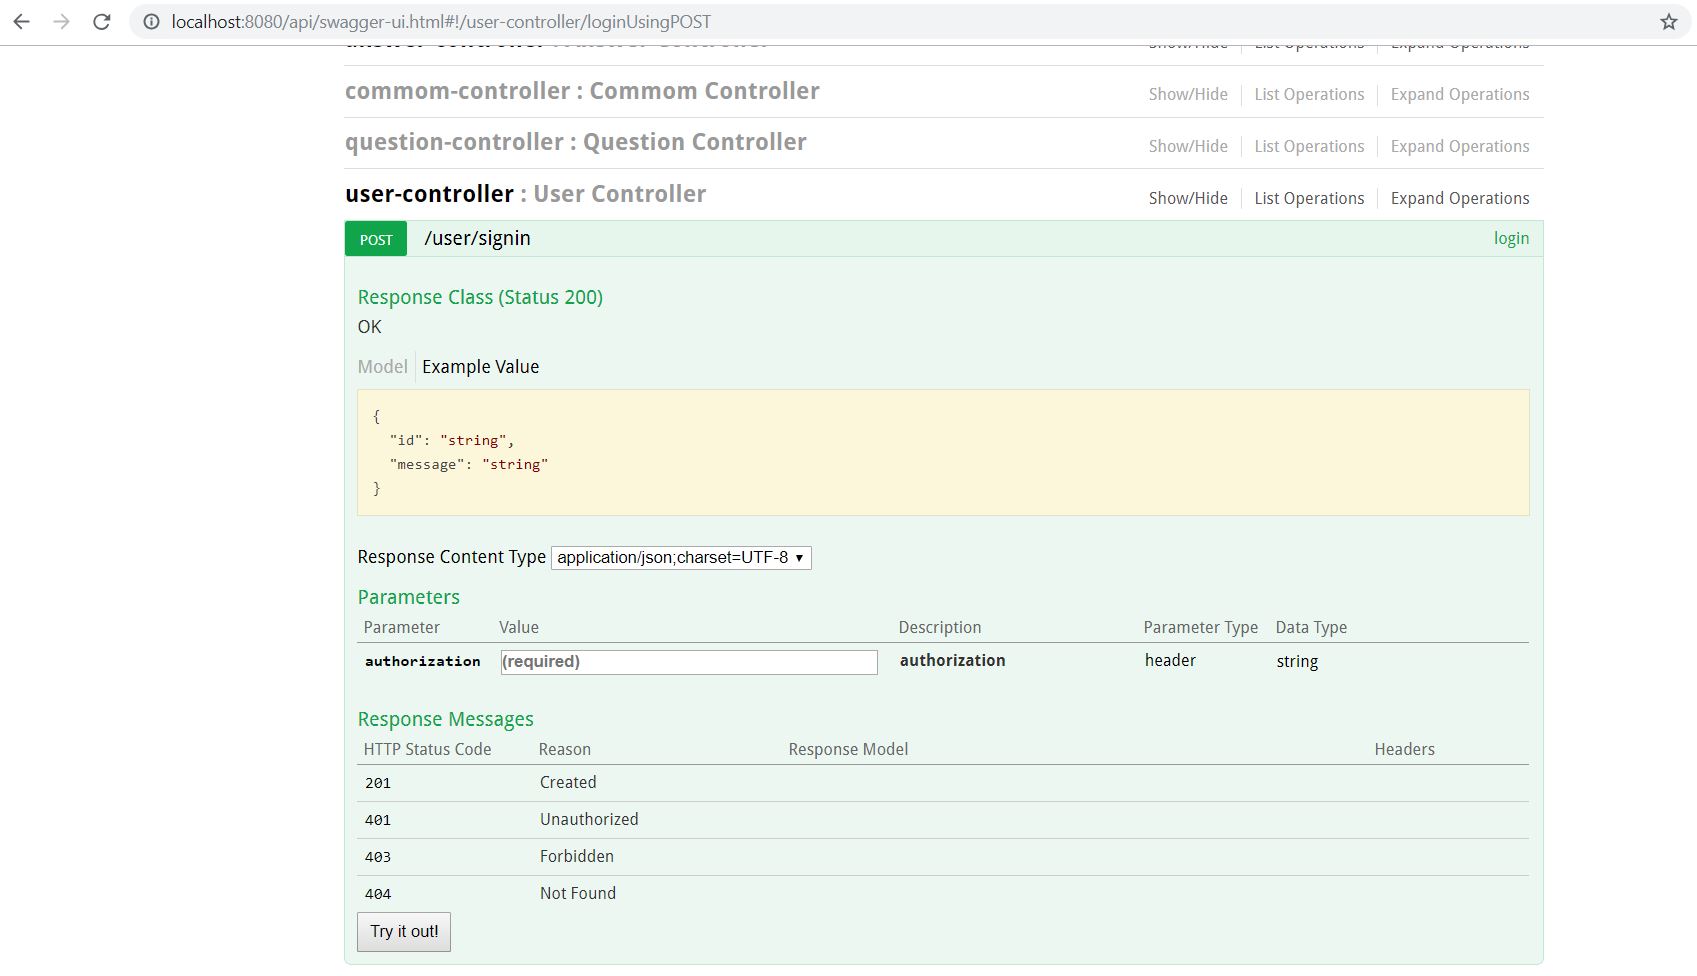 localhost:8080/api/swagger-ui.html#!/user-controller/loginUsingPOST
answer-controller : Answer Controller Show/Hide List Operations Expand Operations
commom-controller : Commom Controller Show/Hide List Operations Expand Operations
question-controller : Question Controller Show/Hide List Operations Expand Operations
user-controller : User Controller Show/Hide List Operations Expand Operations
POST /user/signin login
Response Class (Status 200)
OK
Model Example Value
{
"id": "string",
"message": "string"
}
Response Content Type application/json;charset=UTF-8
Parameters
Parameter Value Description Parameter Type Data Type
authorization (required) authorization header string
Response Messages
HTTP Status Code Reason Response Model Headers
201 Created
401 Unauthorized
403 Forbidden
404 Not Found
Try it out!